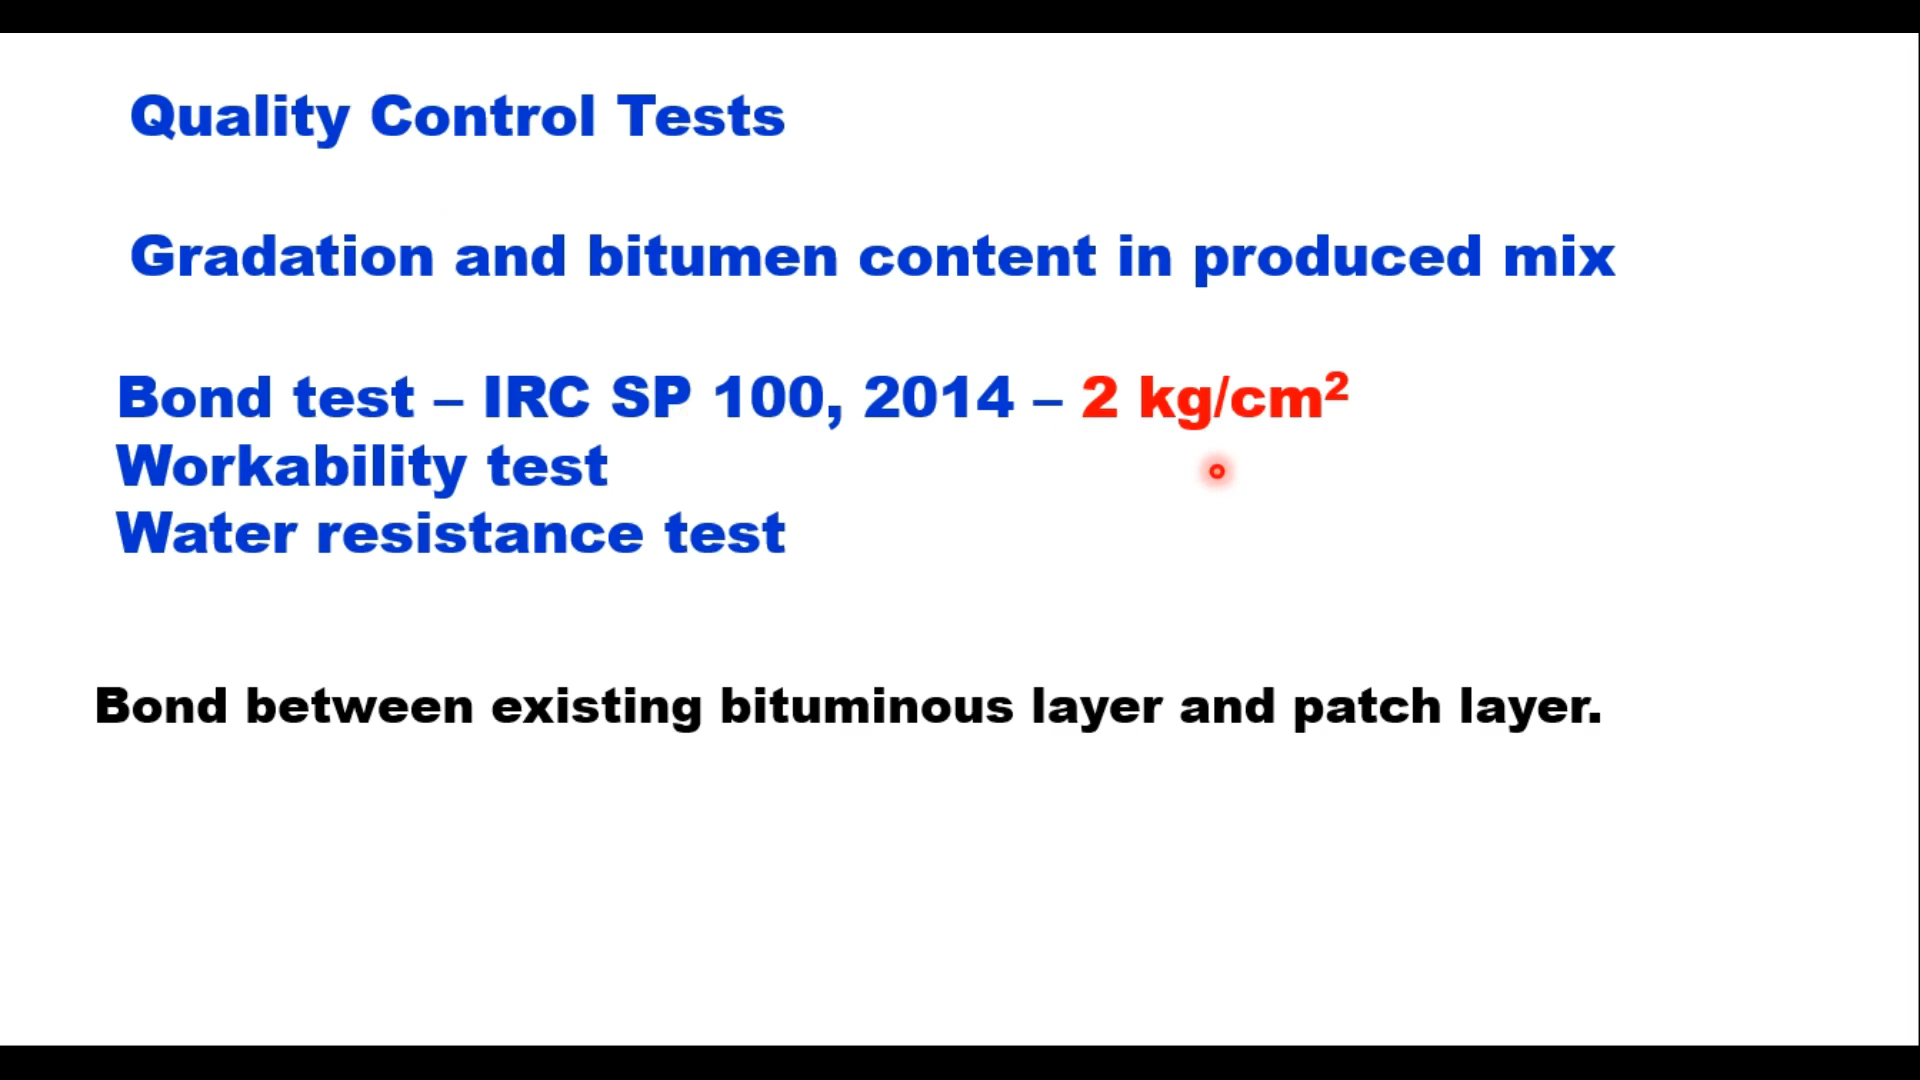 Quality Control Tests
Gradation and bitumen content in produced mix
Bond test – IRC SP 100, 2014 – 2 kg/cm²
Workability test
Water resistance test
Bond between existing bituminous layer and patch layer.